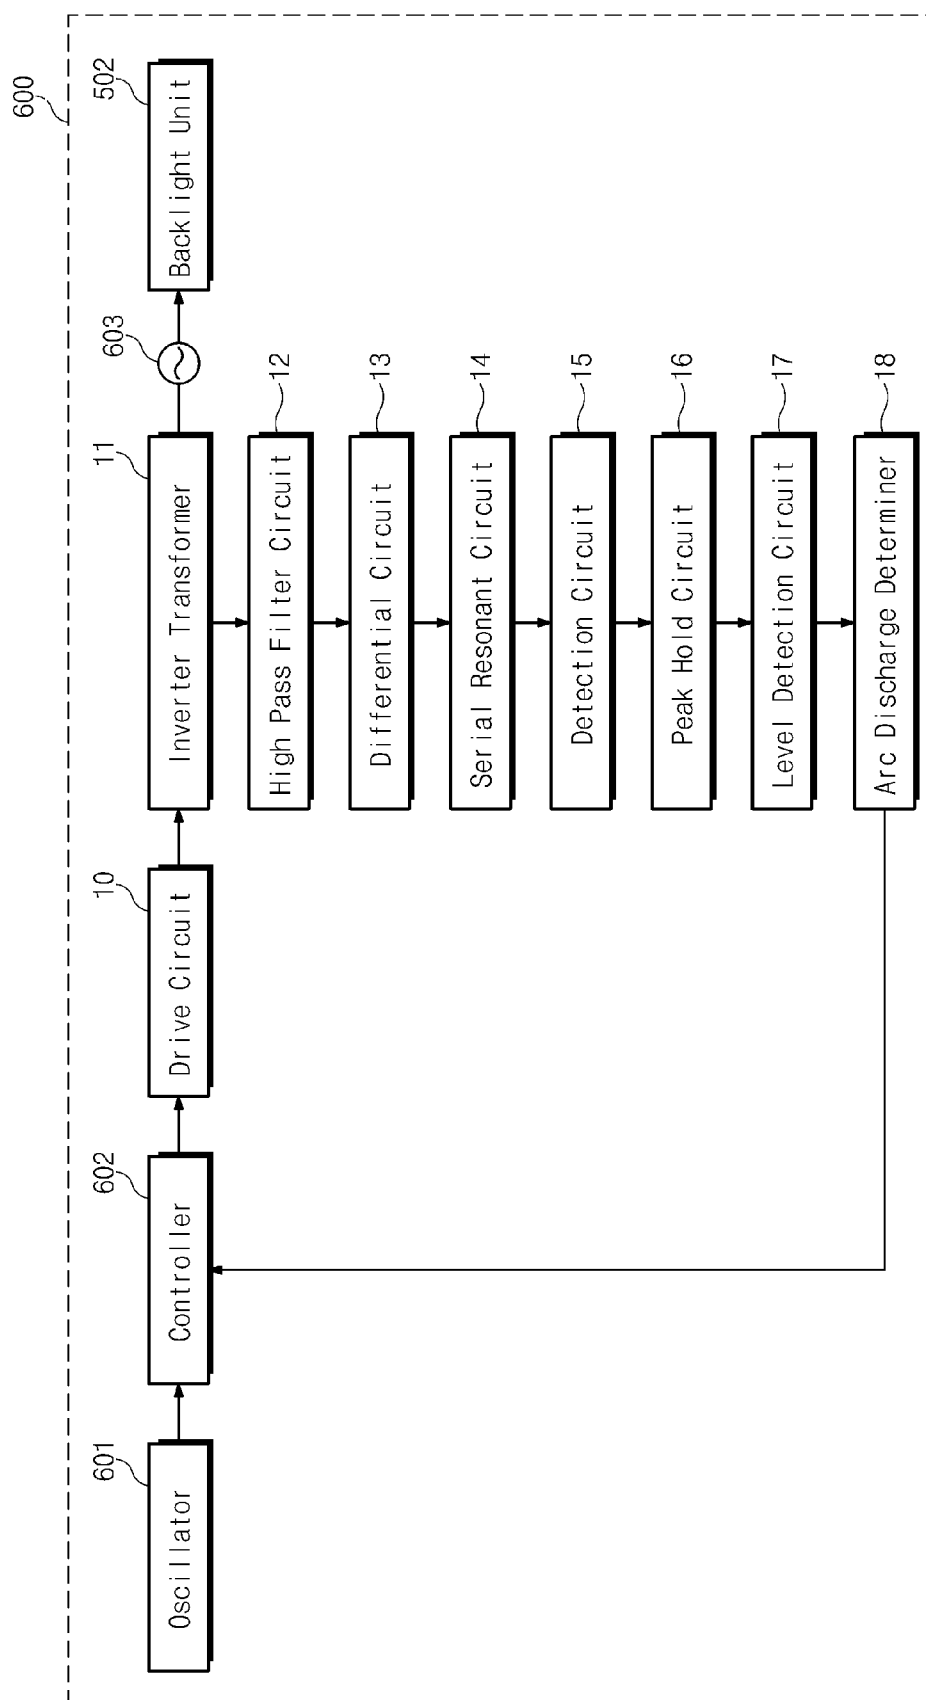 600
601
Oscillator
602
Controller
10
Drive Circuit
11
Inverter Transformer
603
502
Backlight Unit
High Pass Filter Circuit
12
Differential Circuit
13
Serial Resonant Circuit
14
Detection Circuit
15
Peak Hold Circuit
16
Level Detection Circuit
17
Arc Discharge Determiner
18